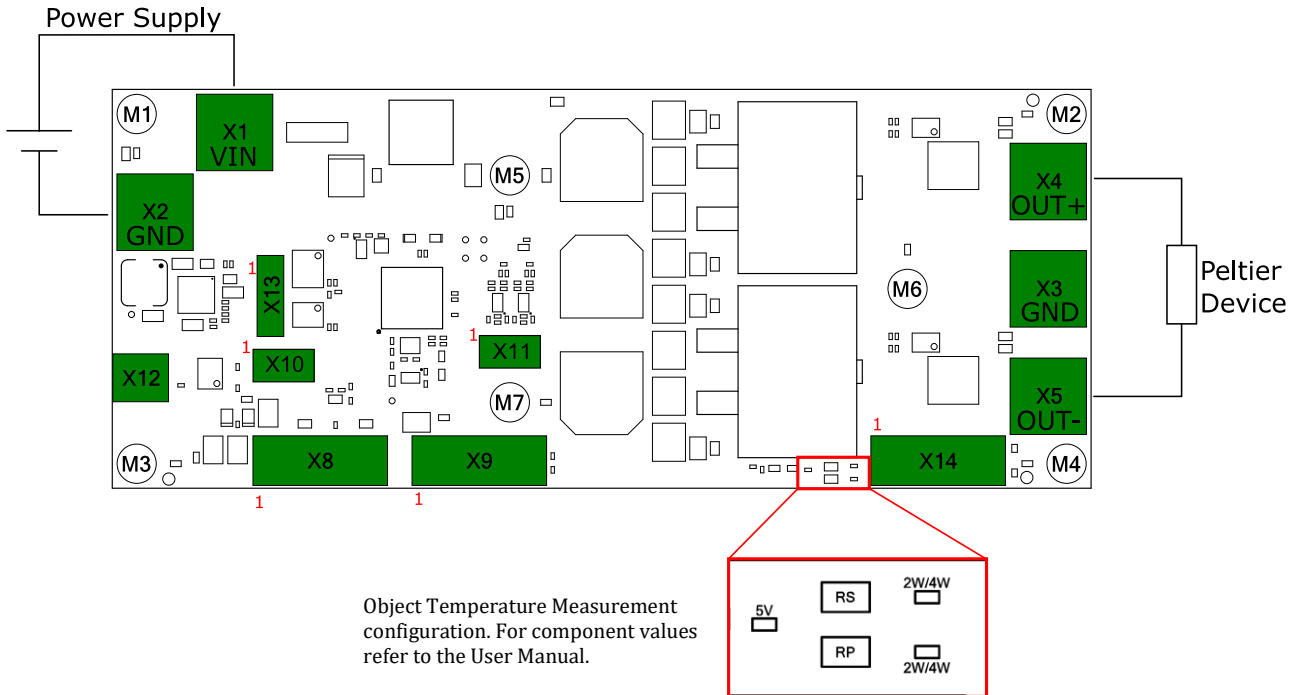 Power Supply
M1
X1
VIN
M2
M5
X4
OUT+
X2
GND
1
X13
M6
X3
GND
Peltier
Device
1
X10
1
X11
X12
X5
OUT-
M7
1
M3
X8
X9
X14
M4
1
1
Object Temperature Measurement
configuration. For component values
refer to the User Manual.
5V
RS
2W/4W
RP
2W/4W